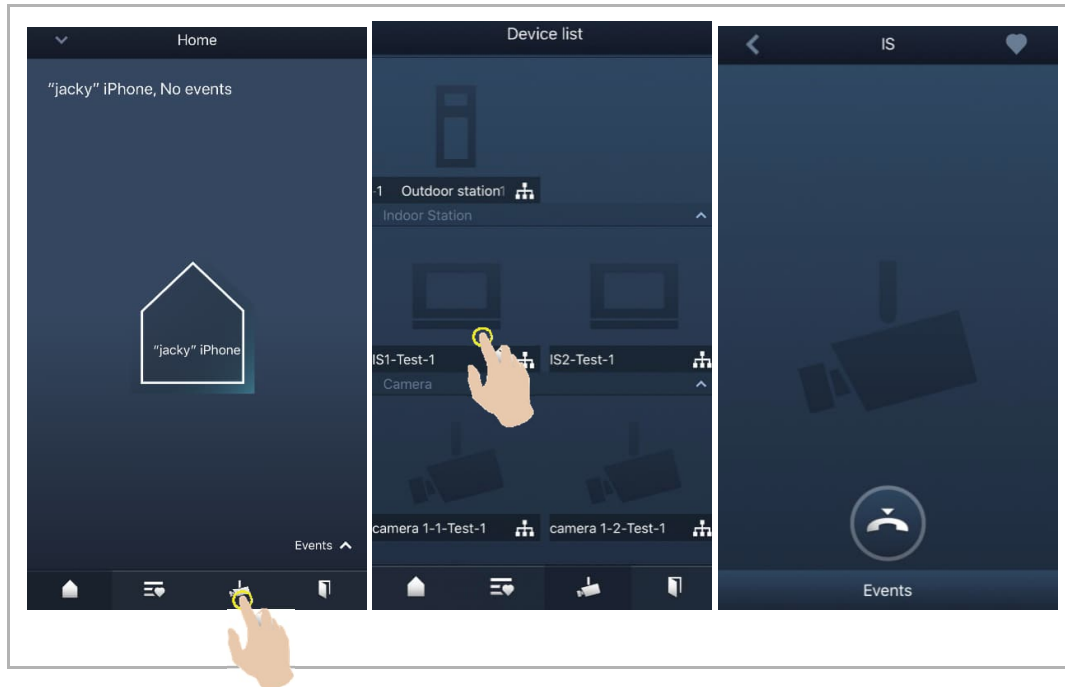 Home
"jacky" iPhone, No events
"jacky" iPhone
Events
Device list
-1 Outdoor station1
Indoor Station
IS1-Test-1
IS2-Test-1
Camera
camera 1-1-Test-1
camera 1-2-Test-1
IS
Events